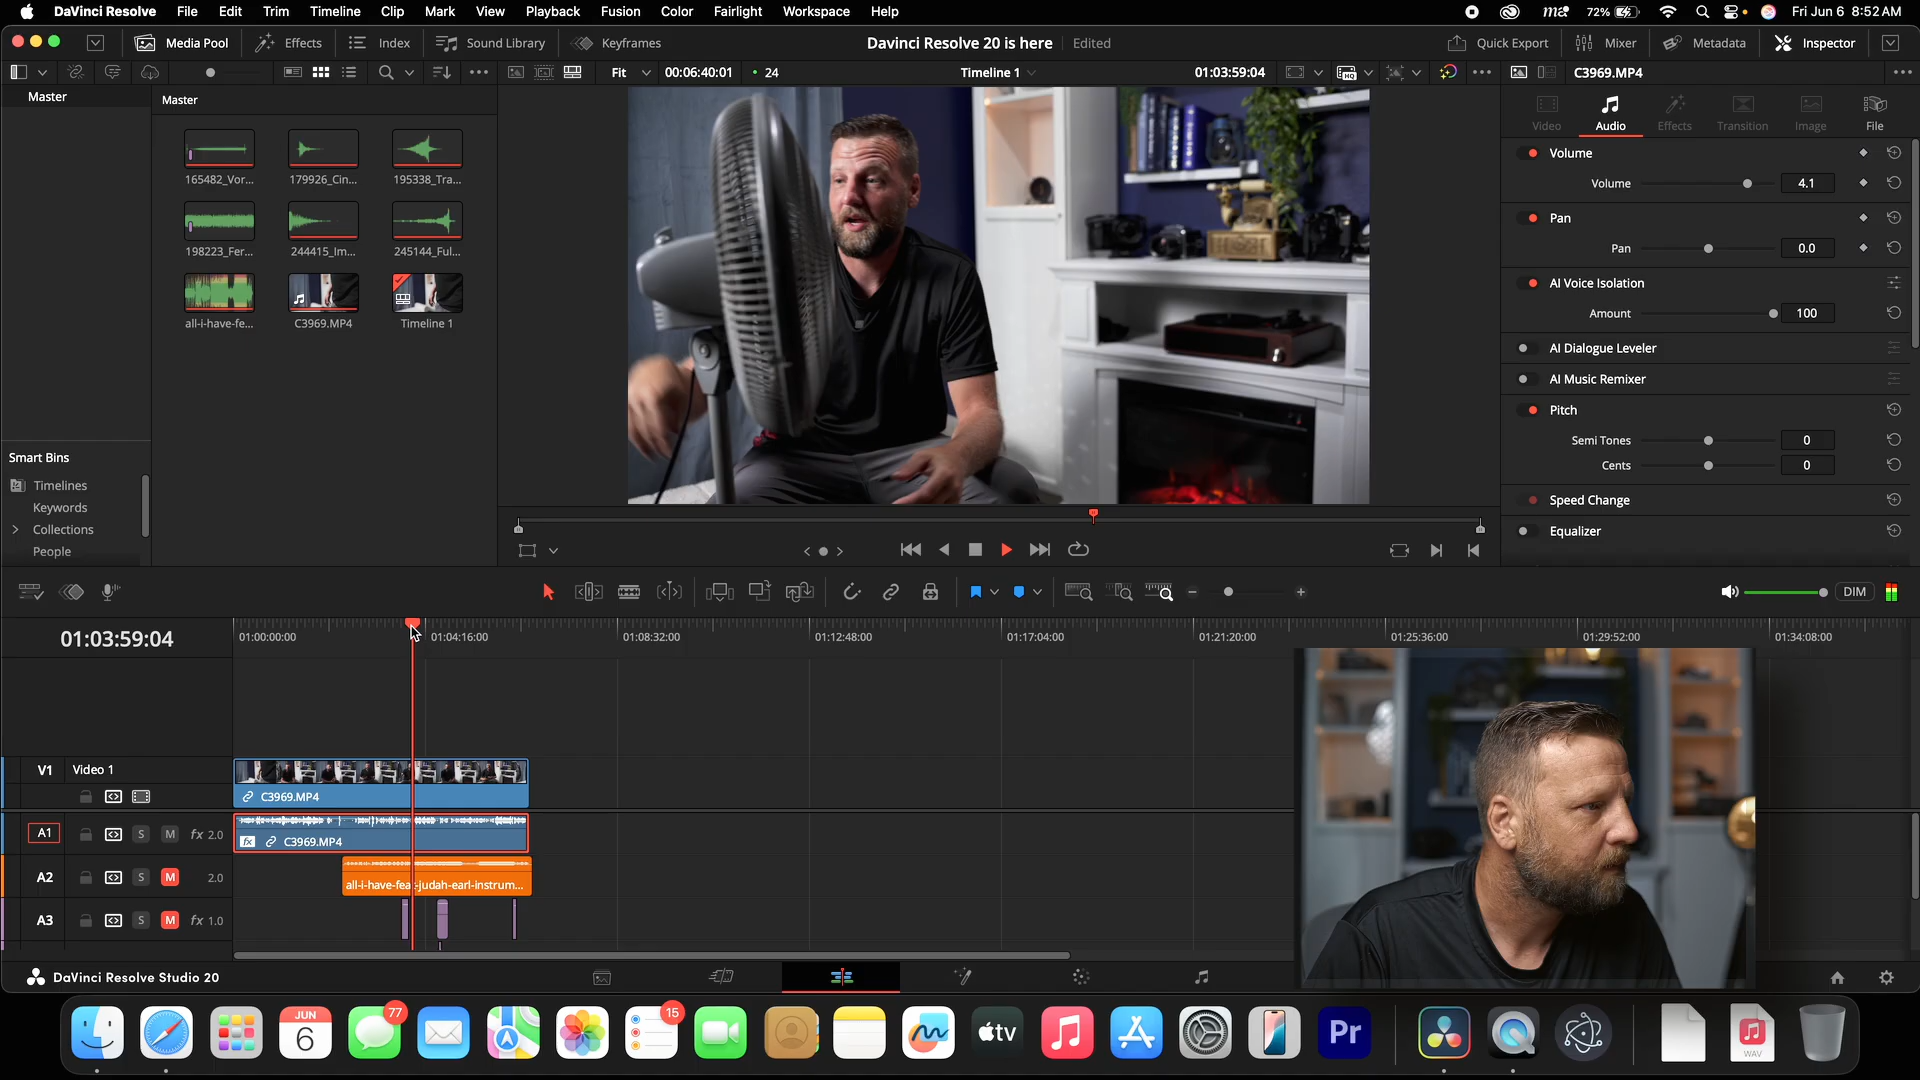 DaVinci Resolve File Edit Trim Timeline Clip Mark View Playback Fusion Color Fairlight Workspace Help 72% Fri Jun 6 8:52 AM
Media Pool Effects Index Sound Library Keyframes Davinci Resolve 20 is here Edited Quick Export Mixer Metadata Inspector
Fit 00:06:40:01 24 Timeline 1 01:03:59:04 HQ C3969.MP4
Master
Master
165482_Vor... 179926_Cin... 195338_Tra...
198223_Fer... 244415_Im... 245144_Ful...
all-i-have-fe... C3969.MP4 Timeline 1
Smart Bins
Timelines
Keywords
Collections
People
Video Audio Effects Transition Image File
Volume
Volume 4.1
Pan
Pan 0.0
AI Voice Isolation
Amount 100
AI Dialogue Leveler
AI Music Remixer
Pitch
Semi Tones 0
Cents 0
Speed Change
Equalizer
DIM
01:03:59:04
01:00:00:00 01:04:16:00 01:08:32:00 01:12:48:00 01:17:04:00 01:21:20:00 01:25:36:00 01:29:52:00 01:34:08:00
V1 Video 1
C3969.MP4
A1 S M fx 2.0
fx C3969.MP4
A2 S M 2.0
all-i-have-fea judah-earl-instrum...
A3 S M fx 1.0
DaVinci Resolve Studio 20
JUN
6
77
15
tv
Pr
WAV